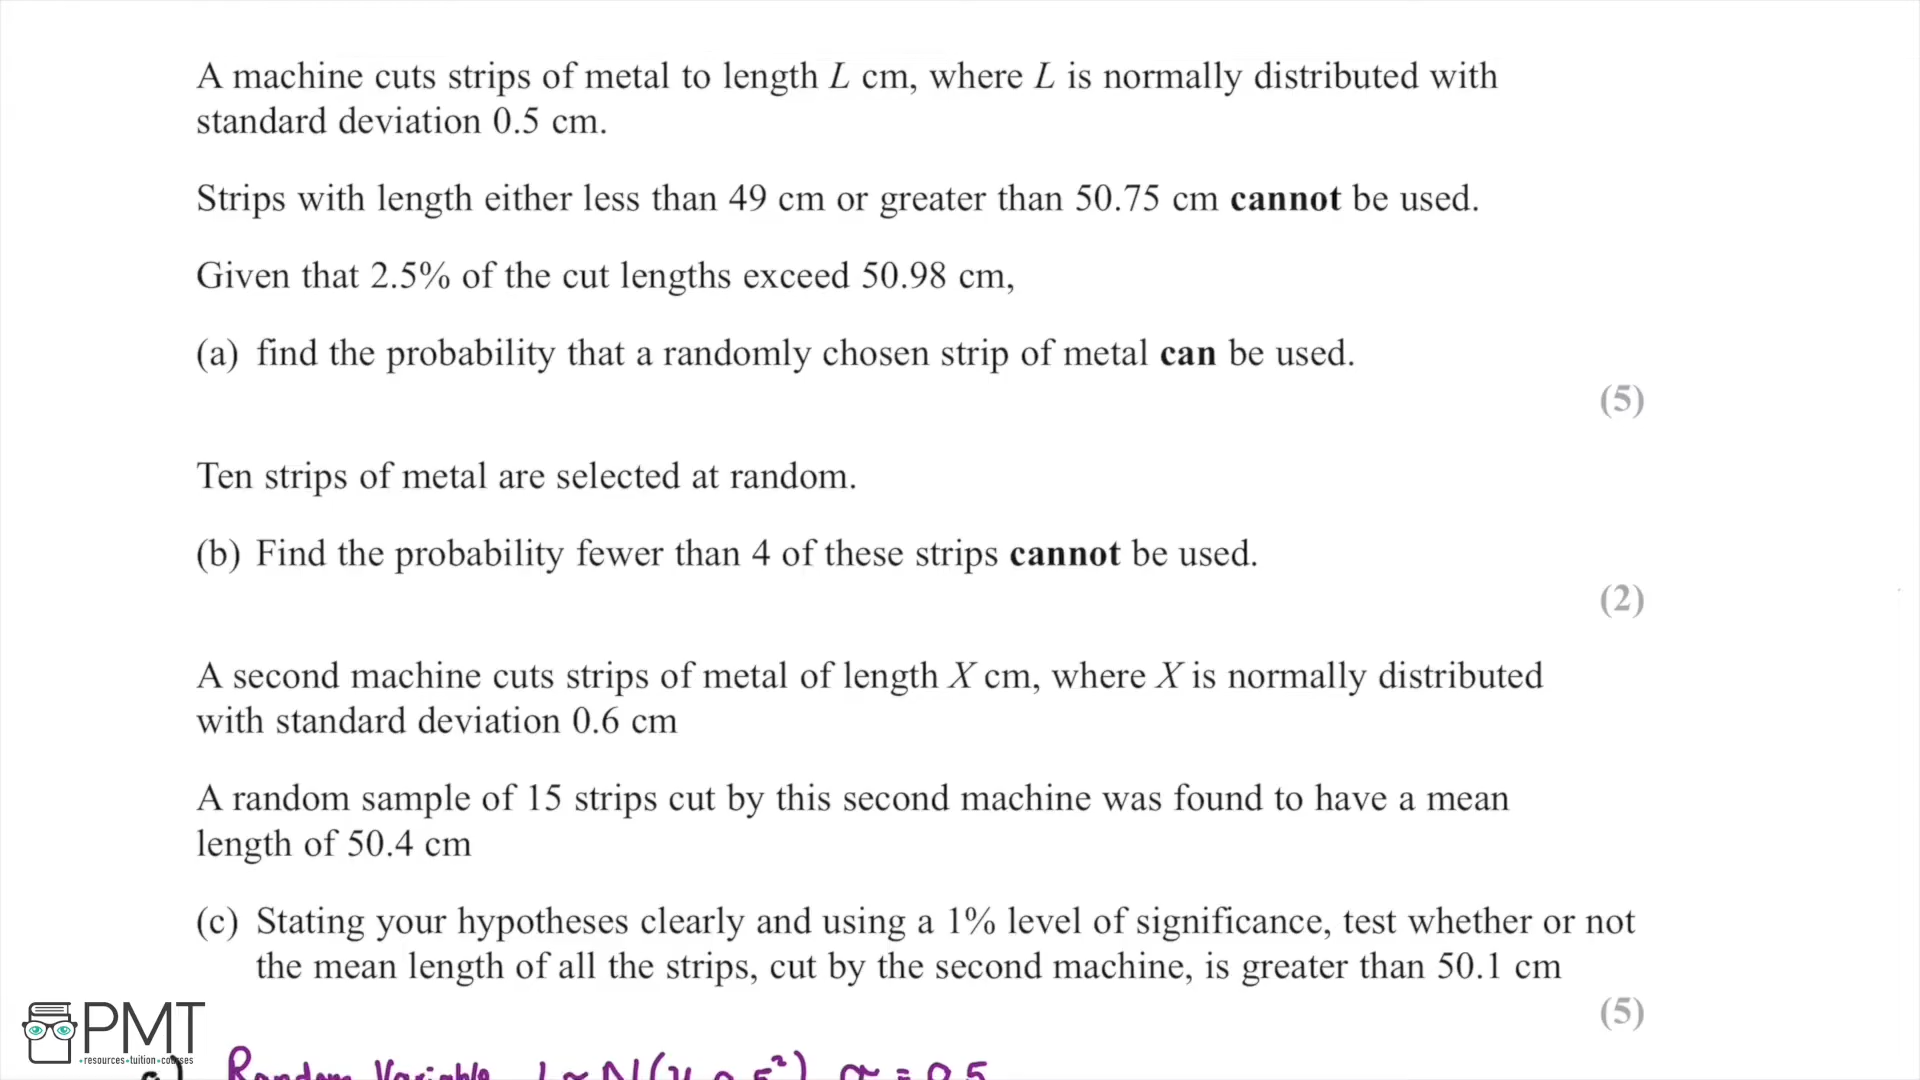 A machine cuts strips of metal to length L cm, where L is normally distributed with
standard deviation 0.5 cm.
Strips with length either less than 49 cm or greater than 50.75 cm cannot be used.
Given that 2.5% of the cut lengths exceed 50.98 cm,
(a) find the probability that a randomly chosen strip of metal can be used.
(5)
Ten strips of metal are selected at random.
(b) Find the probability fewer than 4 of these strips cannot be used.
(2)
A second machine cuts strips of metal of length X cm, where X is normally distributed
with standard deviation 0.6 cm
A random sample of 15 strips cut by this second machine was found to have a mean
length of 50.4 cm
(c) Stating your hypotheses clearly and using a 1% level of significance, test whether or not
the mean length of all the strips, cut by the second machine, is greater than 50.1 cm
(5)
PMT
•resources•tuition•courses
a) Random Variable